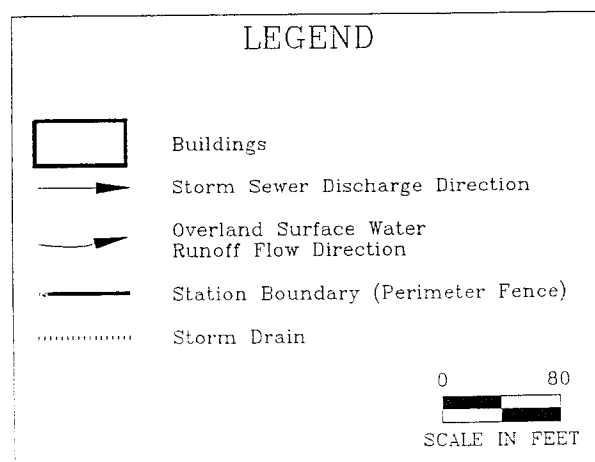 LEGEND
Buildings
Storm Sewer Discharge Direction
Overland Surface Water
Runoff Flow Direction
Station Boundary (Perimeter Fence)
Storm Drain
0 80
SCALE IN FEET